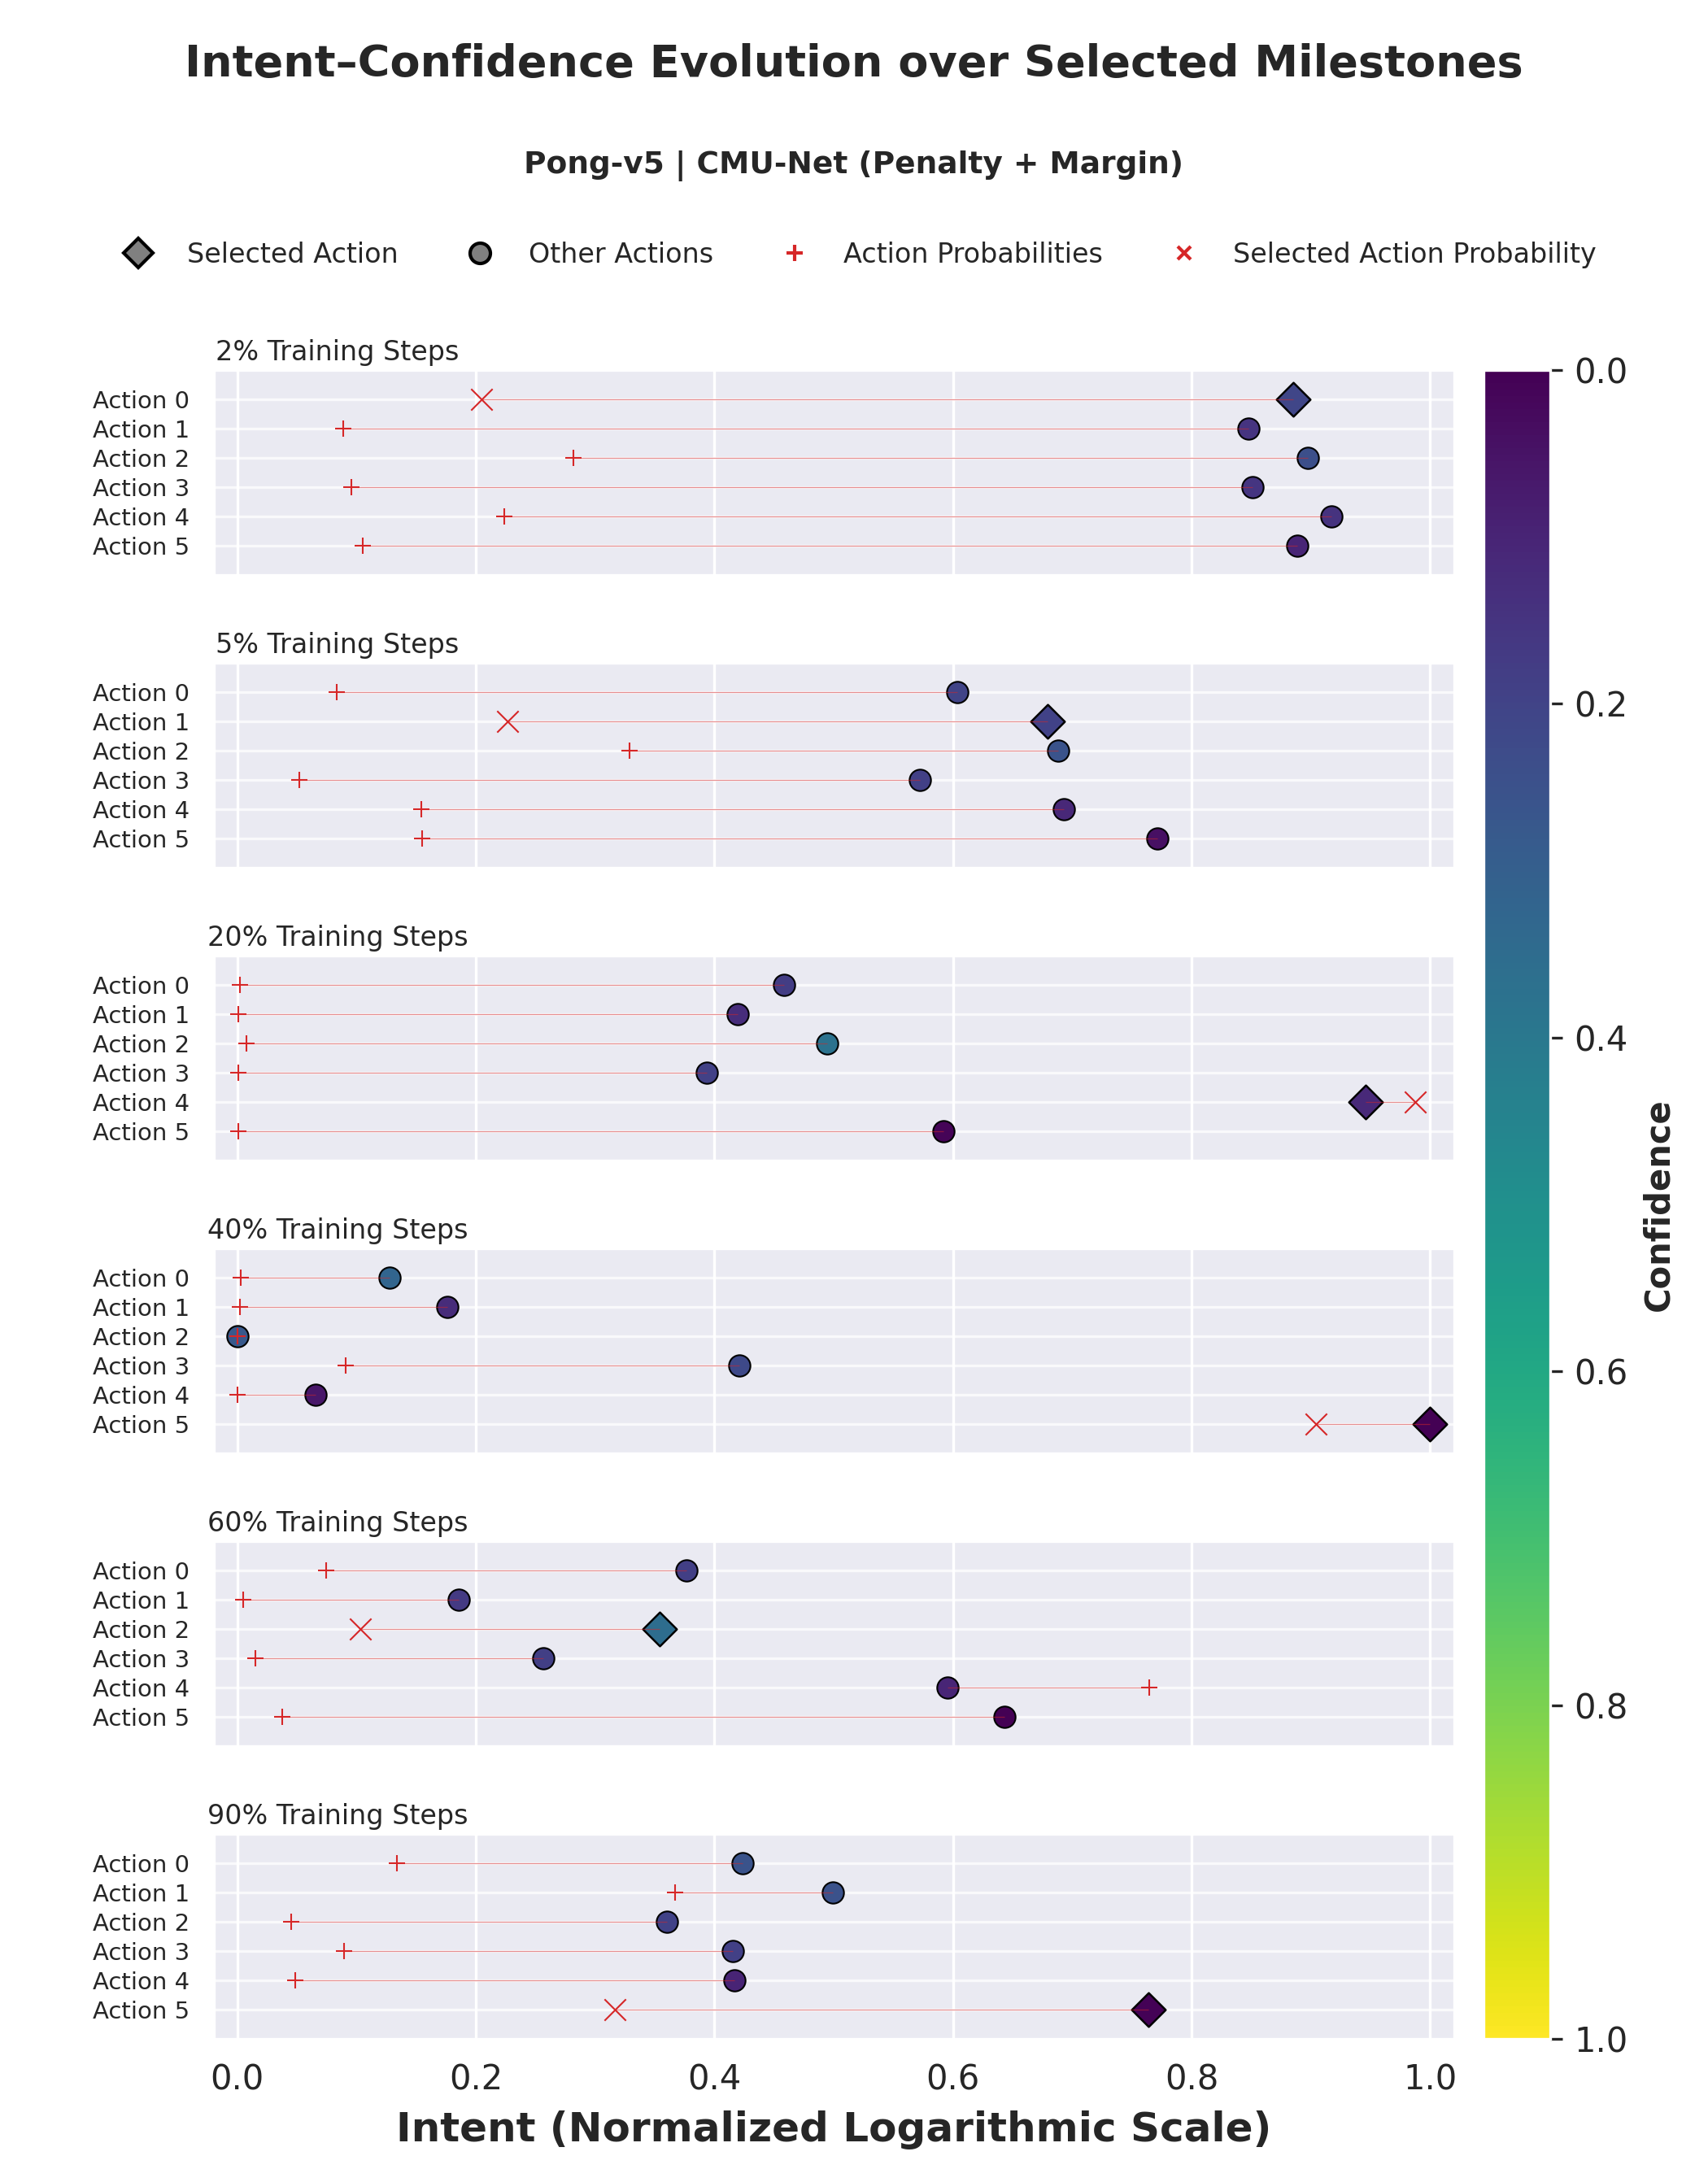 Intent–Confidence Evolution over Selected Milestones
Pong-v5 | CMU-Net (Penalty + Margin)
Selected Action Other Actions Action Probabilities Selected Action Probability
2% Training Steps
Action 0
Action 1
Action 2
Action 3
Action 4
Action 5
5% Training Steps
Action 0
Action 1
Action 2
Action 3
Action 4
Action 5
20% Training Steps
Action 0
Action 1
Action 2
Action 3
Action 4
Action 5
40% Training Steps
Action 0
Action 1
Action 2
Action 3
Action 4
Action 5
60% Training Steps
Action 0
Action 1
Action 2
Action 3
Action 4
Action 5
90% Training Steps
Action 0
Action 1
Action 2
Action 3
Action 4
Action 5
0.0 0.2 0.4 0.6 0.8 1.0
Intent (Normalized Logarithmic Scale)
0.0
0.2
0.4
0.6
0.8
1.0
Confidence